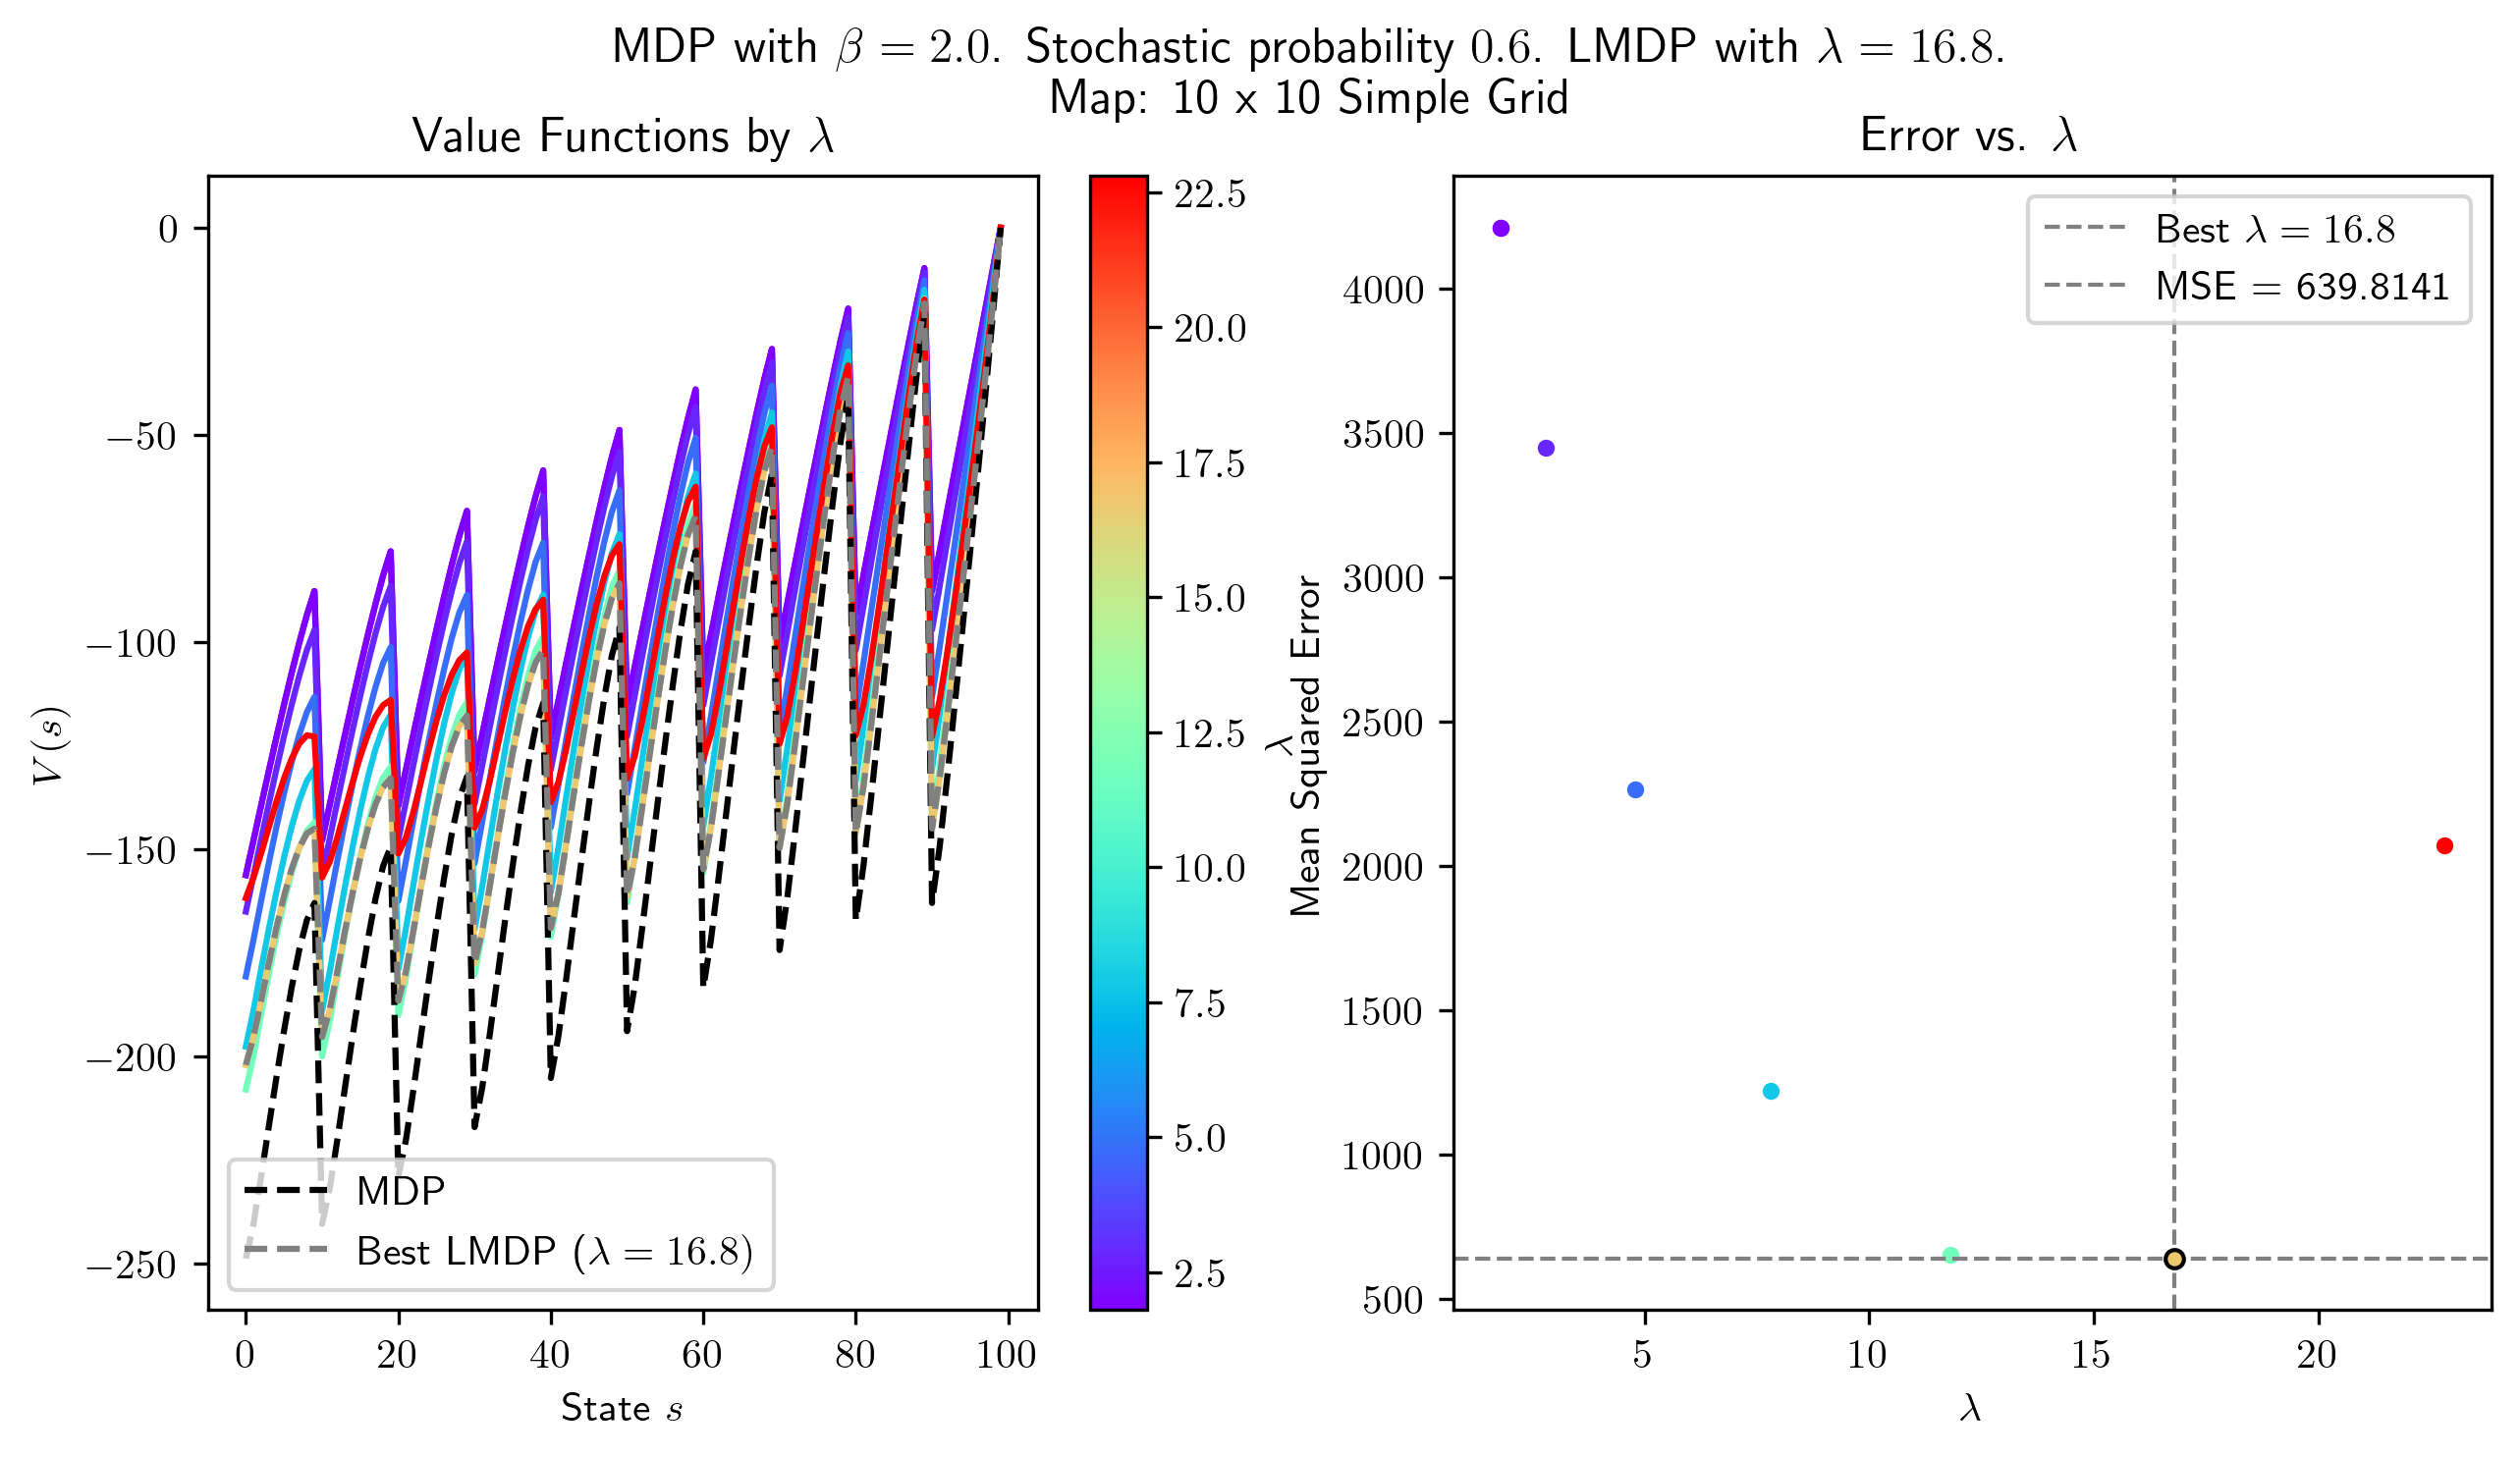 MDP with β = 2.0. Stochastic probability 0.6. LMDP with λ = 16.8.
Map: 10 x 10 Simple Grid
Value Functions by λ
0
−50
−100
−150
−200
−250
V(s)
0
20
40
60
80
100
State s
MDP
Best LMDP (λ = 16.8)
22.5
20.0
17.5
15.0
12.5
10.0
7.5
5.0
2.5
λ
Error vs. λ
Mean Squared Error
4000
3500
3000
2500
2000
1500
1000
500
5
10
15
20
λ
Best λ = 16.8
MSE = 639.8141